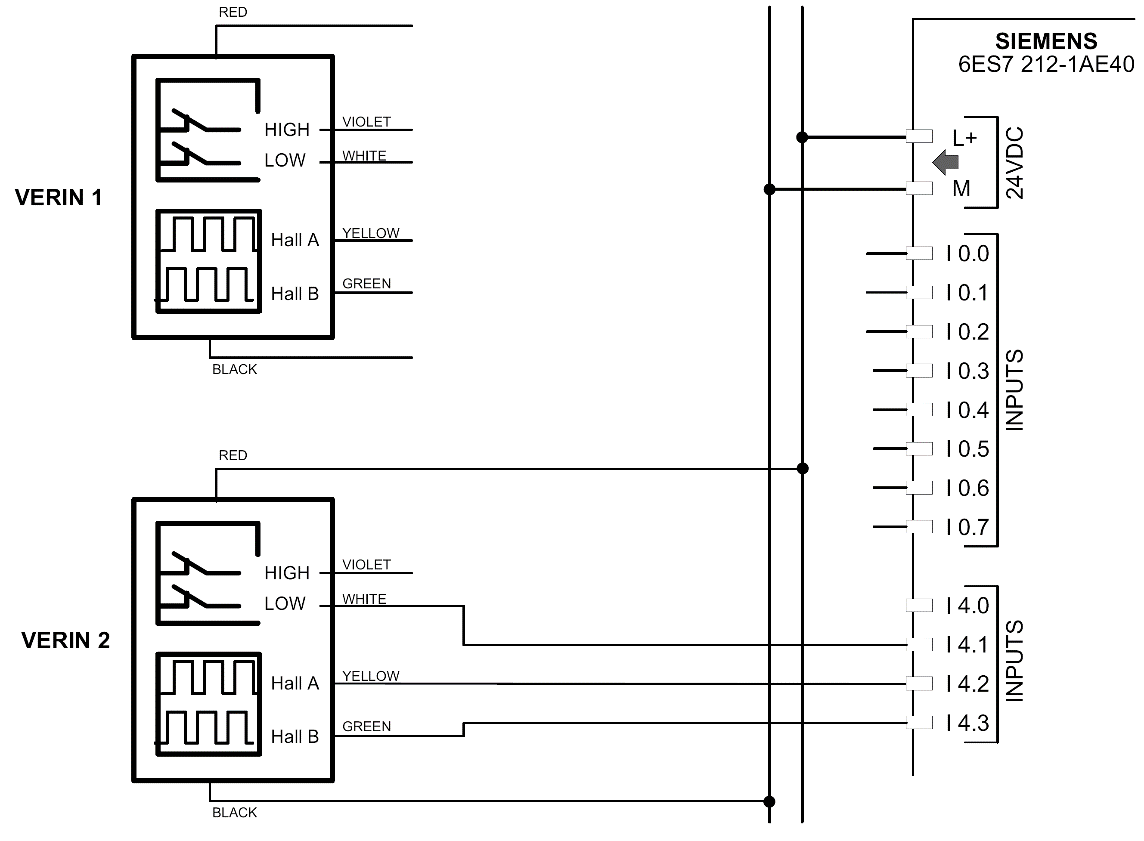 RED
SIEMENS
6ES7 212-1AE40
VERIN 1
HIGH
VIOLET
LOW
WHITE
Hall A
YELLOW
Hall B
GREEN
BLACK
L+
M
24VDC
I 0.0
I 0.1
I 0.2
I 0.3
I 0.4
I 0.5
I 0.6
I 0.7
INPUTS
RED
VERIN 2
HIGH
VIOLET
LOW
WHITE
Hall A
YELLOW
Hall B
GREEN
BLACK
I 4.0
I 4.1
I 4.2
I 4.3
INPUTS